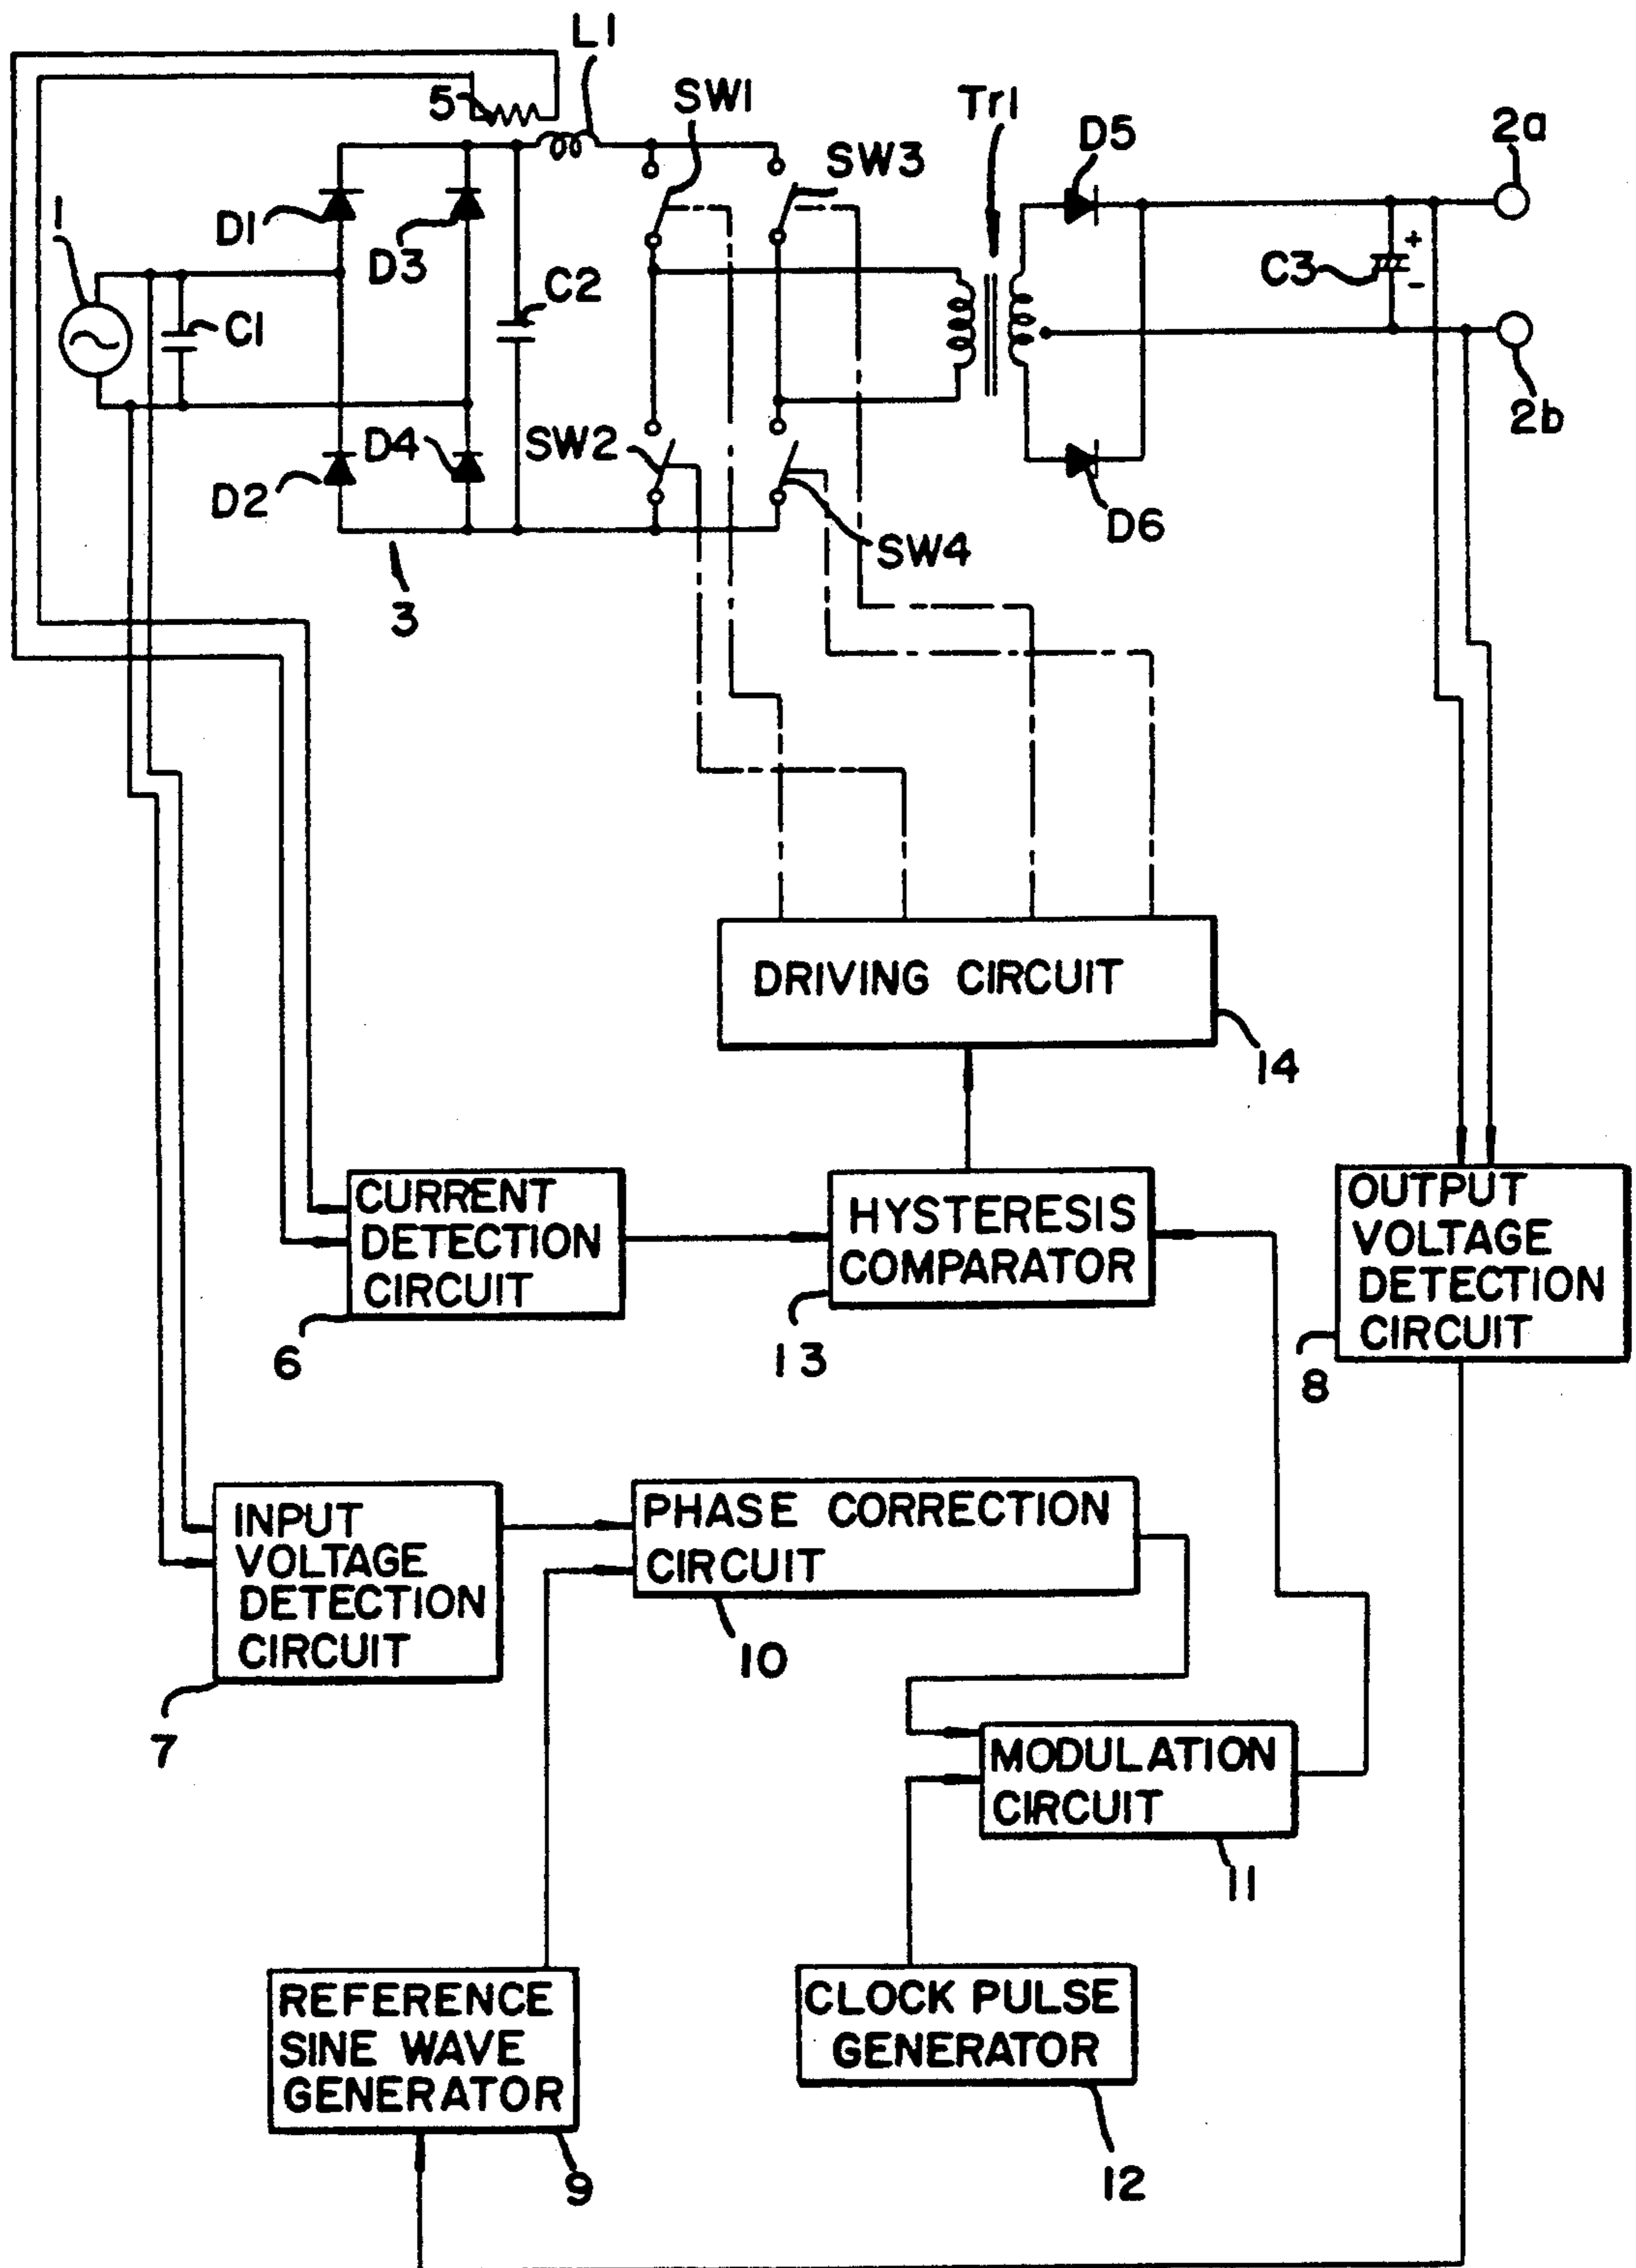 L1
5
SW1
Tr1
D5
2a
SW3
1
D1
D3
C2
C3
+
-
C1
2b
SW2
D4
D2
D6
SW4
3
DRIVING CIRCUIT
14
CURRENT
DETECTION
CIRCUIT
6
HYSTERESIS
COMPARATOR
13
OUTPUT
VOLTAGE
DETECTION
CIRCUIT
8
INPUT
VOLTAGE
DETECTION
CIRCUIT
7
PHASE CORRECTION
CIRCUIT
10
MODULATION
CIRCUIT
11
REFERENCE
SINE WAVE
GENERATOR
9
CLOCK PULSE
GENERATOR
12